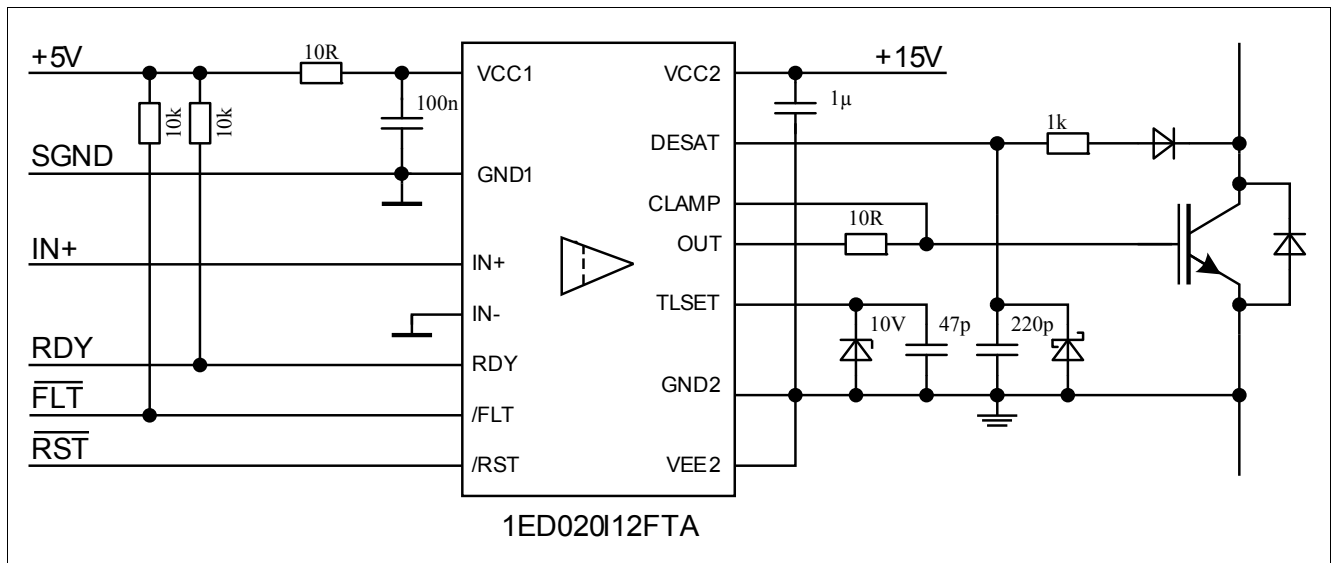 +5V
10R
10k
10k
100n
SGND
IN+
RDY
FLT
RST
VCC1
GND1
IN+
IN-
RDY
/FLT
/RST
VCC2
DESAT
CLAMP
OUT
TLSET
GND2
VEE2
+15V
1µ
1k
10R
10V
47p
220p
1ED020I12FTA